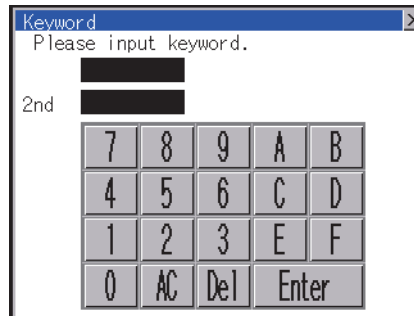 Keyword
Please input keyword.
2nd
7 8 9 A B
4 5 6 C D
1 2 3 E F
0 AC Del Enter